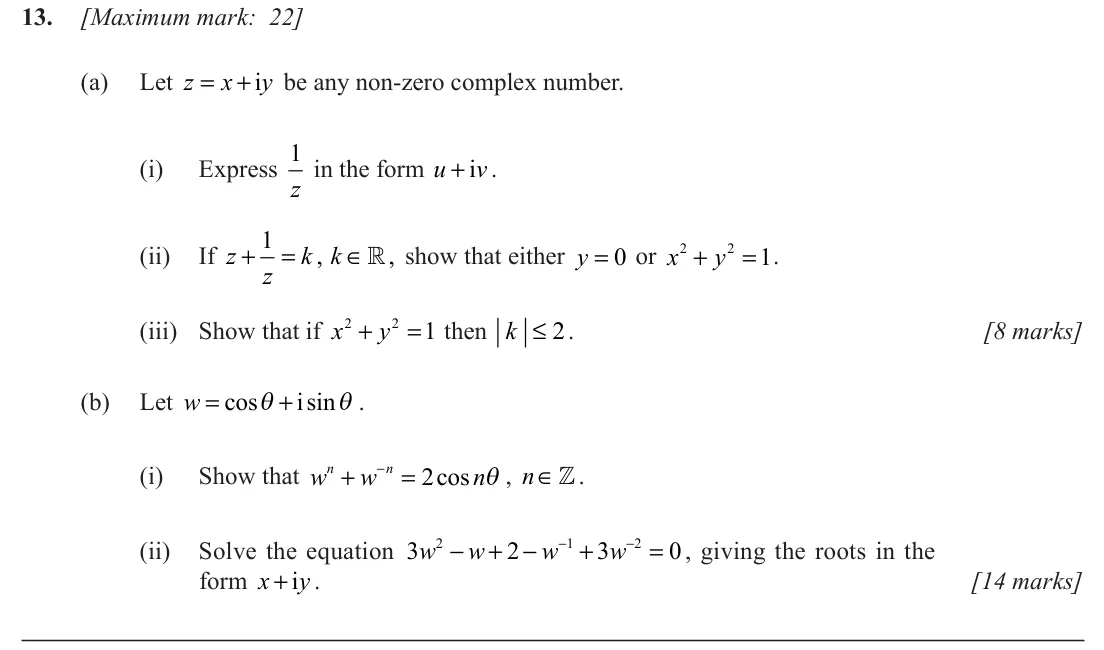 13. [Maximum mark: 22]
(a) Let z = x + iy be any non-zero complex number.
(i) Express 1/z in the form u + iv.
(ii) If z + 1/z = k, k ∈ ℝ, show that either y = 0 or x² + y² = 1.
(iii) Show that if x² + y² = 1 then |k| ≤ 2. [8 marks]
(b) Let w = cos θ + i sin θ.
(i) Show that wⁿ + w⁻ⁿ = 2 cos nθ, n ∈ ℤ.
(ii) Solve the equation 3w² − w + 2 − w⁻¹ + 3w⁻² = 0, giving the roots in the
form x + iy. [14 marks]